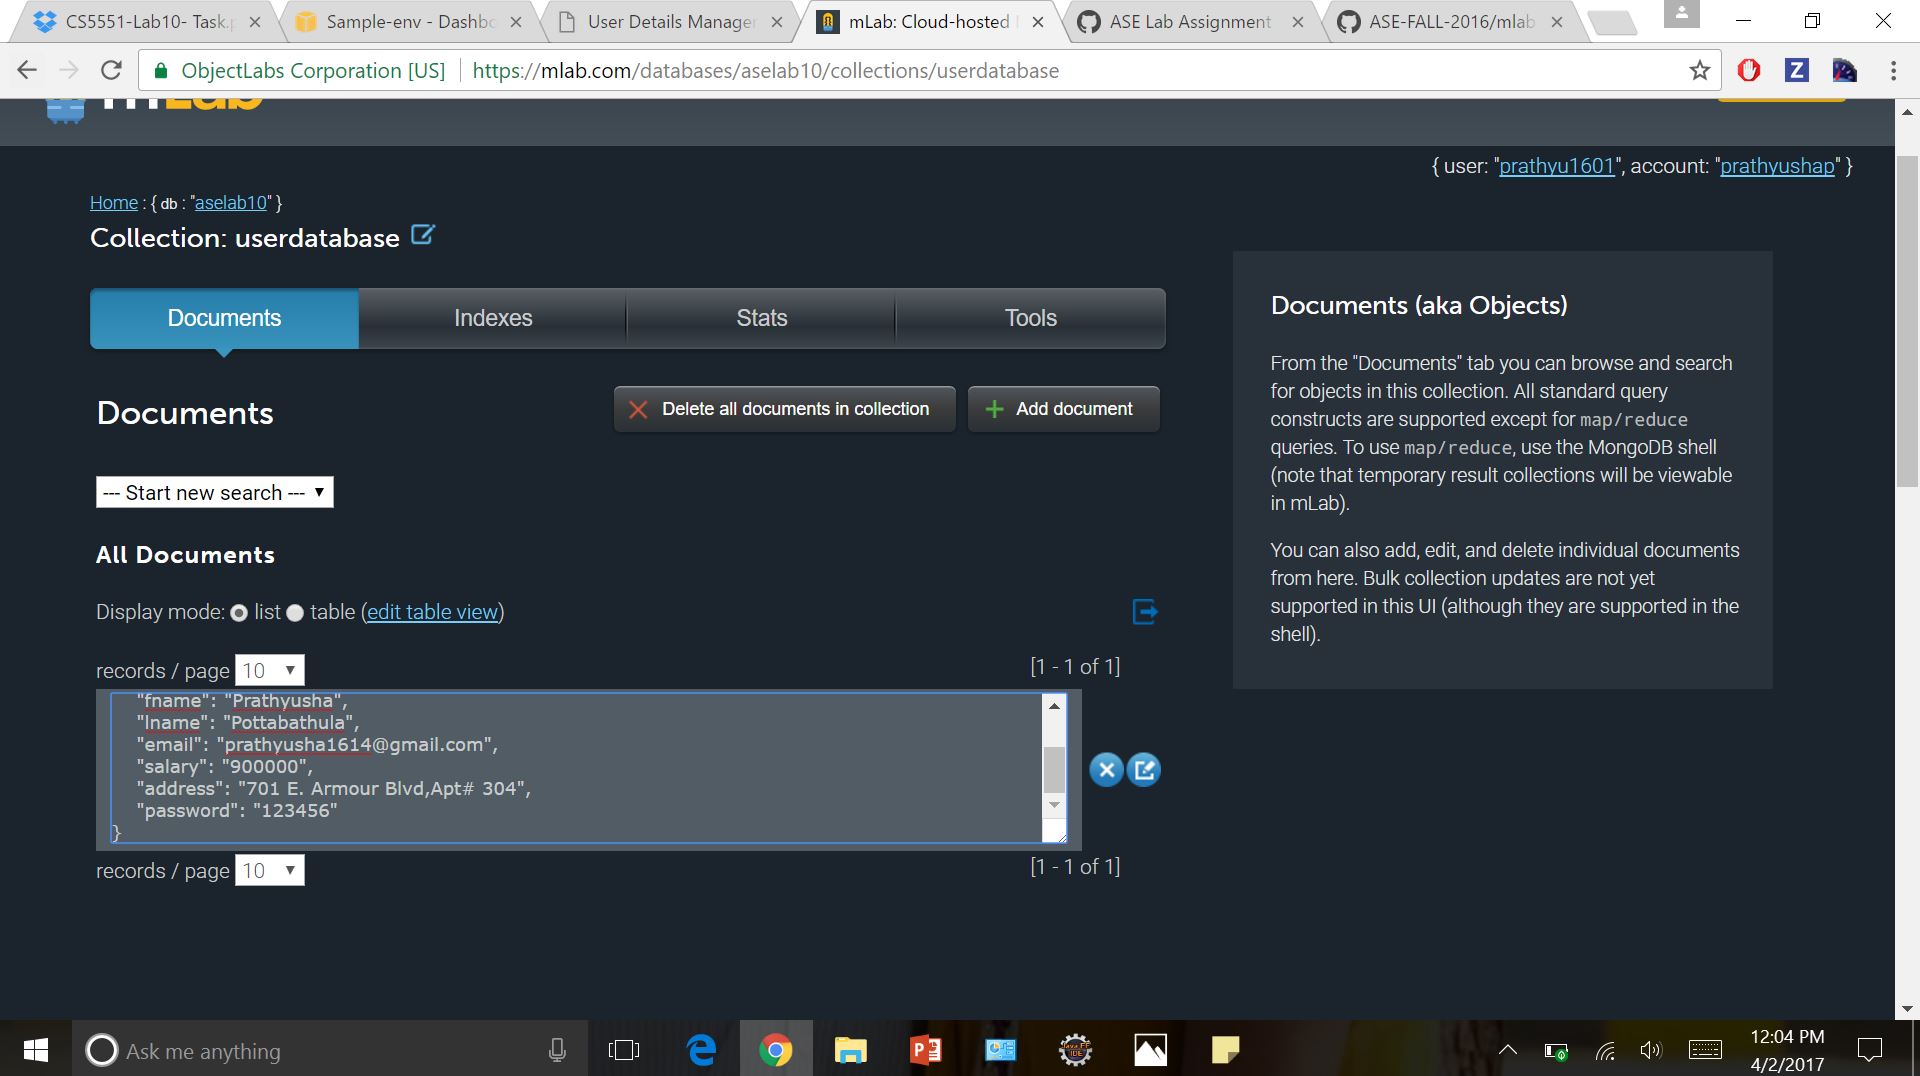 CS5551-Lab10- Task.p
Sample-env - Dashbo
User Details Manager
mLab: Cloud-hosted
ASE Lab Assignment
ASE-FALL-2016/mlab
ObjectLabs Corporation [US]
https://mlab.com/databases/aselab10/collections/userdatabase
Z
{ user: "prathyu1601", account: "prathyushap" }
Home : { db : "aselab10" }
Collection: userdatabase
Documents
Indexes
Stats
Tools
Documents
Delete all documents in collection
Add document
--- Start new search ---
All Documents
Display mode: list table (edit table view)
records / page 10
[1 - 1 of 1]
"fname": "Prathyusha",
"lname": "Pottabathula",
"email": "prathyusha1614@gmail.com",
"salary": "900000",
"address": "701 E. Armour Blvd,Apt# 304",
"password": "123456"
}
records / page 10
[1 - 1 of 1]
Documents (aka Objects)
From the "Documents" tab you can browse and search
for objects in this collection. All standard query
constructs are supported except for map/reduce
queries. To use map/reduce, use the MongoDB shell
(note that temporary result collections will be viewable
in mLab).
You can also add, edit, and delete individual documents
from here. Bulk collection updates are not yet
supported in this UI (although they are supported in the
shell).
Ask me anything
12:04 PM
4/2/2017